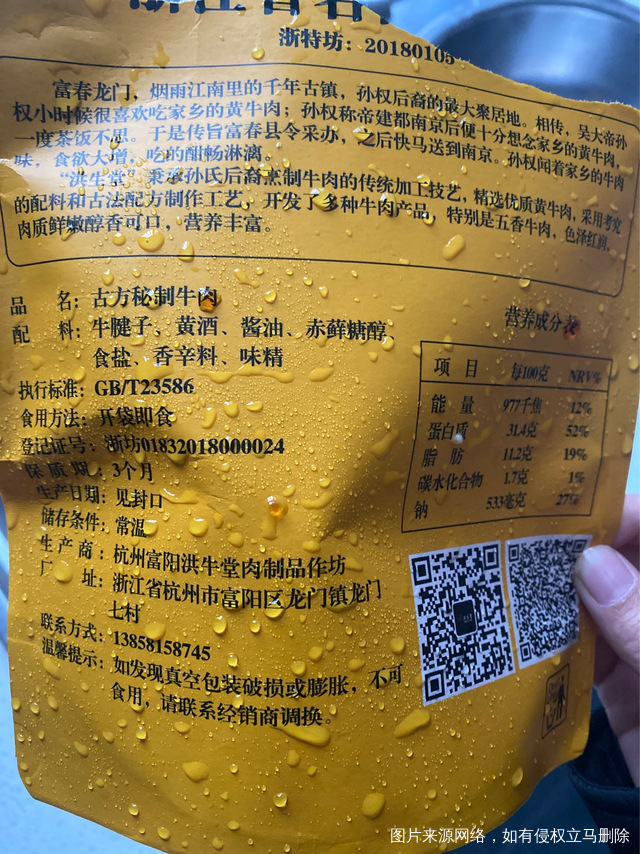 浙特坊：20180105
富春龙门，烟雨江南里的千年古镇，孙权后裔的最大聚居地。相传，吴大帝孙
权小时候很喜欢吃家乡的黄牛肉；孙权称帝建都南京后便十分想念家乡的黄牛肉，
一度茶饭不思。于是传旨富春县令采办，之后快马送到南京。孙权闻着家乡的牛肉
味，食欲大增，吃的酣畅淋漓。
“洪生堂”秉承孙氏后裔烹制牛肉的传统加工技艺，精选优质黄牛肉，采用考究
的配料和古法配方制作工艺，开发了多种牛肉产品，特别是五香牛肉，色泽红润，
肉质鲜嫩醇香可口，营养丰富。
品名：古方秘制牛肉
配料：牛腱子、黄酒、酱油、赤藓糖醇、
食盐、香辛料、味精
执行标准：GB/T23586
食用方法：开袋即食
登记证号：浙坊01832018000024
保质期：3个月
生产日期：见封口
储存条件：常温
生产商：杭州富阳洪牛堂肉制品作坊
厂址：浙江省杭州市富阳区龙门镇龙门
七村
联系方式：13858158745
温馨提示：如发现真空包装破损或膨胀，不可
食用，请联系经销商调换。
营养成分表
项目 每100克 NRV%
能量 977千焦 12%
蛋白质 31.4克 52%
脂肪 11.2克 19%
碳水化合物 1.7克 1%
钠 533毫克 27%
图片来源网络，如有侵权立马删除